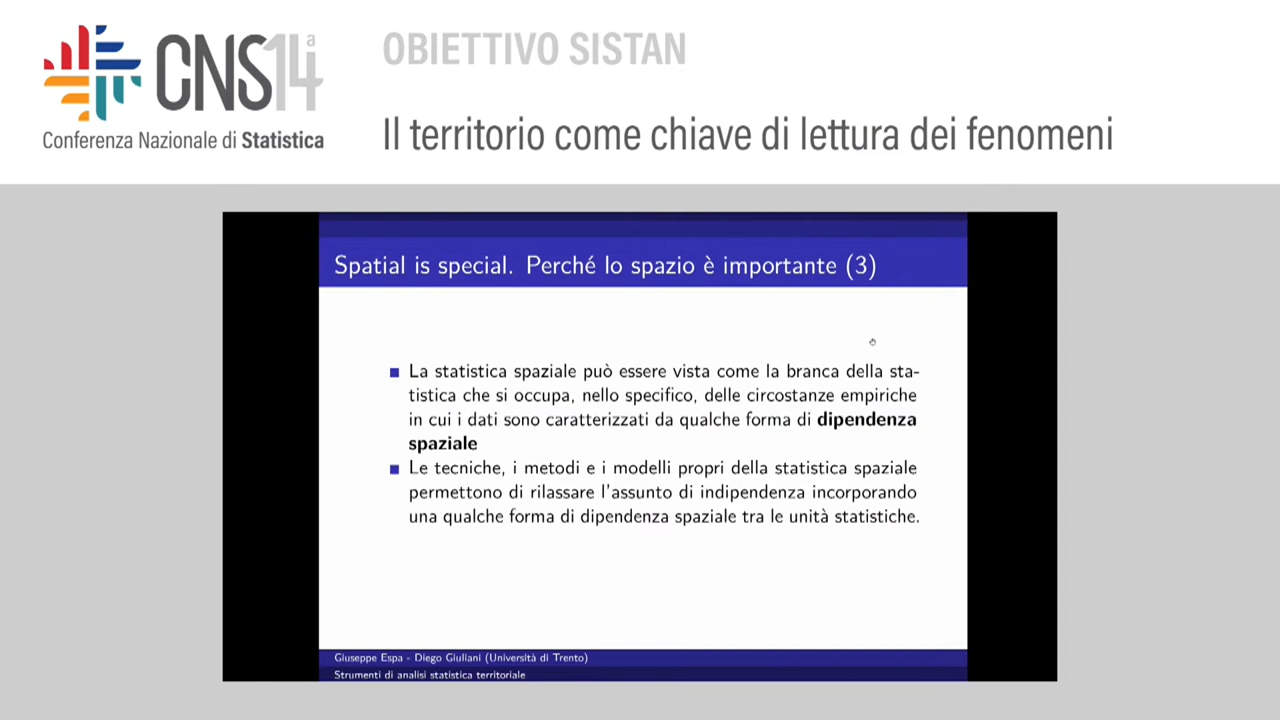 CNS14a
Conferenza Nazionale di Statistica
OBIETTIVO SISTAN
Il territorio come chiave di lettura dei fenomeni
Spatial is special. Perché lo spazio è importante (3)
La statistica spaziale può essere vista come la branca della sta-
tistica che si occupa, nello specifico, delle circostanze empiriche
in cui i dati sono caratterizzati da qualche forma di dipendenza
spaziale
Le tecniche, i metodi e i modelli propri della statistica spaziale
permettono di rilassare l'assunto di indipendenza incorporando
una qualche forma di dipendenza spaziale tra le unità statistiche.
Giuseppe Espa - Diego Giuliani (Università di Trento)
Strumenti di analisi statistica territoriale